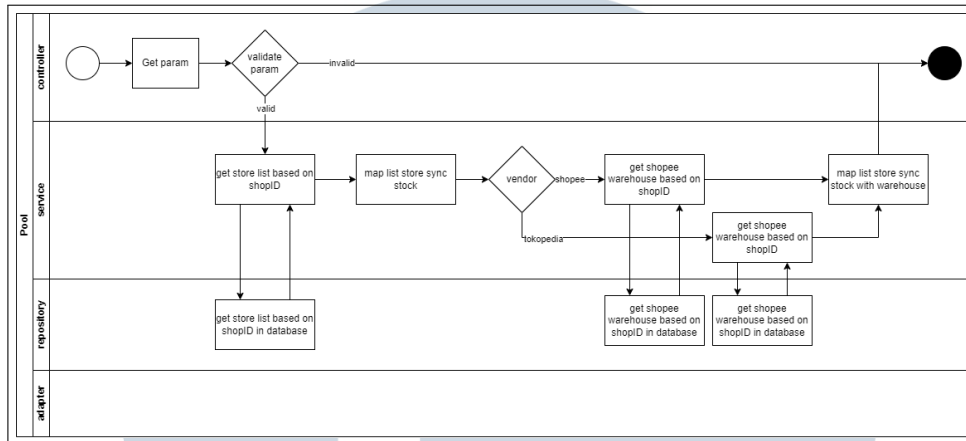 Pool
controller
Get param
validate
param
invalid
valid
service
get store list based on
shopID
map list store sync
stock
vendor
shopee
get shopee
warehouse based on
shopID
map list store sync
stock with warehouse
tokopedia
get shopee
warehouse based on
shopID
repository
get store list based on
shopID in database
get shopee
warehouse based on
shopID in database
get shopee
warehouse based on
shopID in database
adapter